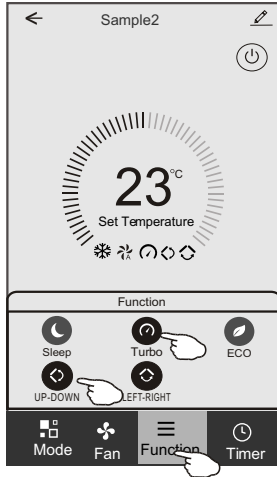 Sample2
23°C
Set Temperature
A
Function
Sleep Turbo ECO
UP-DOWN LEFT-RIGHT
Mode Fan Function Timer